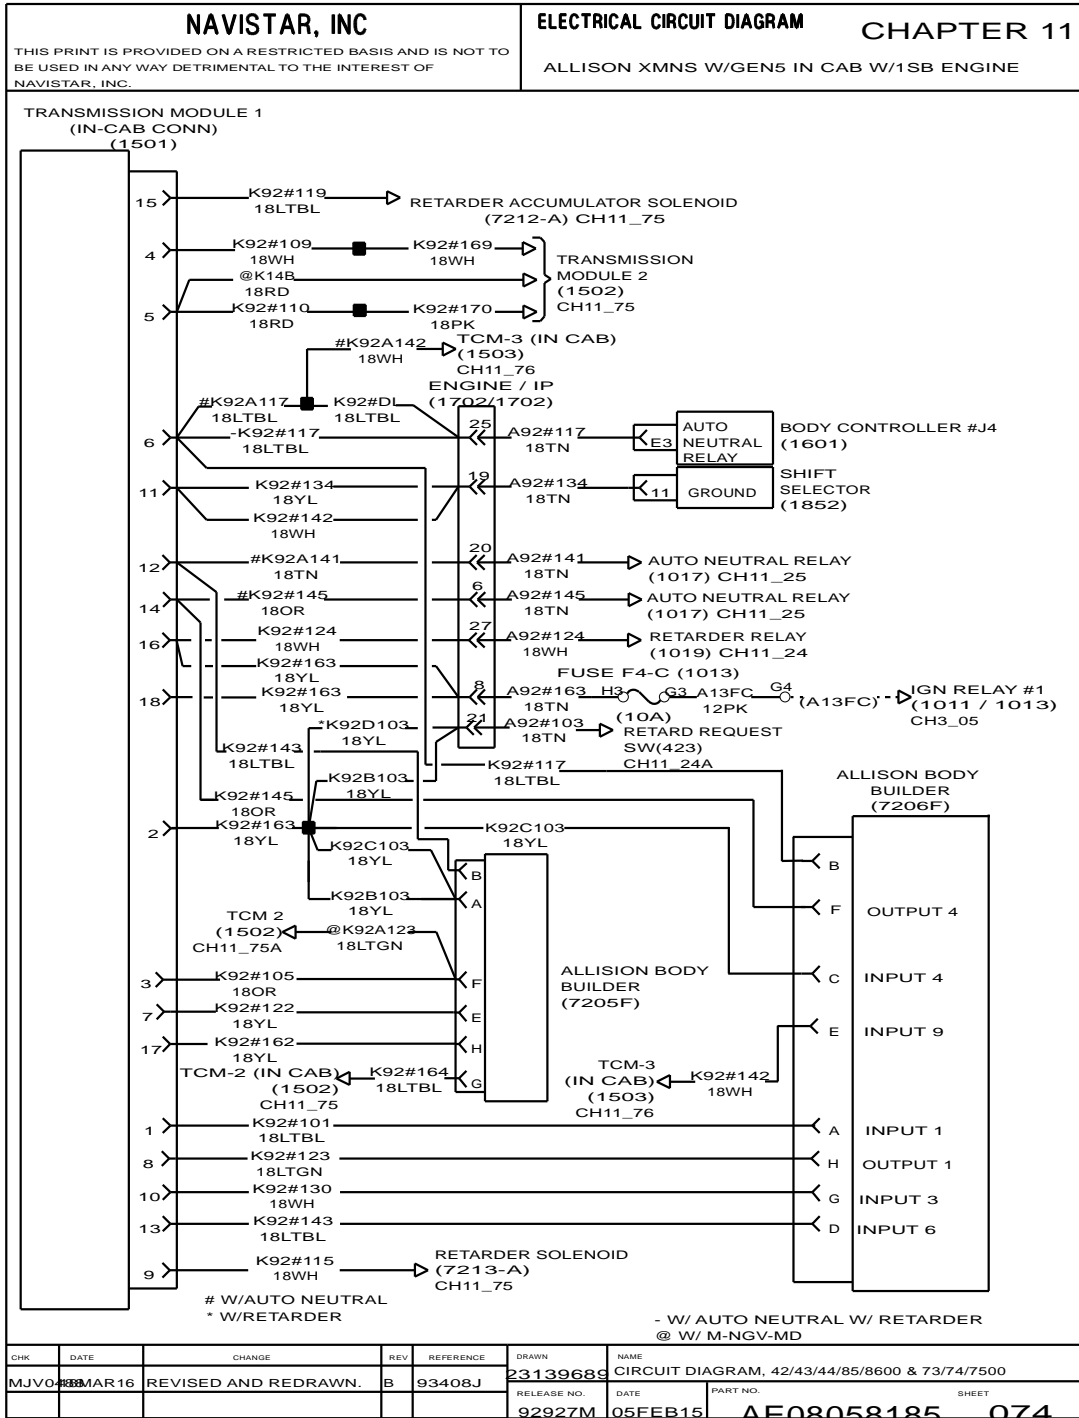 NAVISTAR, INC
THIS PRINT IS PROVIDED ON A RESTRICTED BASIS AND IS NOT TO
BE USED IN ANY WAY DETRIMENTAL TO THE INTEREST OF
NAVISTAR, INC.
ELECTRICAL CIRCUIT DIAGRAM
CHAPTER 11
ALLISON XMNS W/GEN5 IN CAB W/1SB ENGINE
TRANSMISSION MODULE 1
(IN-CAB CONN)
(1501)
15
K92#119
18LTBL
RETARDER ACCUMULATOR SOLENOID
(7212-A) CH11_75
4
K92#109
18WH
K92#169
18WH
@K14B
18RD
TRANSMISSION
MODULE 2
(1502)
CH11_75
5
K92#110
18RD
K92#170
18PK
#K92A142
18WH
TCM-3 (IN CAB)
(1503)
CH11_76
ENGINE / IP
(1702/1702)
#K92A117
18LTBL
K92#DL
18LTBL
6
-K92#117
18LTBL
25
A92#117
18TN
E3
AUTO
NEUTRAL
RELAY
BODY CONTROLLER #J4
(1601)
11
K92#134
18YL
K92#142
18WH
19
A92#134
18TN
11
GROUND
SHIFT
SELECTOR
(1852)
12
#K92A141
18TN
20
A92#141
18TN
AUTO NEUTRAL RELAY
(1017) CH11_25
14
#K92#145
18OR
6
A92#145
18TN
AUTO NEUTRAL RELAY
(1017) CH11_25
16
K92#124
18WH
27
A92#124
18WH
RETARDER RELAY
(1019) CH11_24
K92#163
18YL
18
K92#163
18YL
8
A92#163
18TN
FUSE F4-C (1013)
H3
G3
(10A)
A13FC
12PK
G4
(A13FC)
IGN RELAY #1
(1011 / 1013)
CH3_05
*K92D103
18YL
21
A92#103
18TN
RETARD REQUEST
SW(423)
CH11_24A
K92#143
18LTBL
K92#117
18LTBL
K92B103
18YL
K92#145
18OR
2
K92#163
18YL
K92C103
18YL
K92C103
18YL
K92B103
18YL
B
A
TCM 2
(1502)
CH11_75A
@K92A123
18LTGN
3
K92#105
18OR
F
7
K92#122
18YL
E
17
K92#162
18YL
H
ALLISION BODY
BUILDER
(7205F)
TCM-2 (IN CAB)
(1502)
CH11_75
K92#164
18LTBL
G
TCM-3
(IN CAB)
(1503)
CH11_76
K92#142
18WH
ALLISON BODY
BUILDER
(7206F)
B
F
OUTPUT 4
C
INPUT 4
E
INPUT 9
1
K92#101
18LTBL
A
INPUT 1
8
K92#123
18LTGN
H
OUTPUT 1
10
K92#130
18WH
G
INPUT 3
13
K92#143
18LTBL
D
INPUT 6
9
K92#115
18WH
RETARDER SOLENOID
(7213-A)
CH11_75
# W/AUTO NEUTRAL
* W/RETARDER
- W/ AUTO NEUTRAL W/ RETARDER
@ W/ M-NGV-MD
CHK DATE CHANGE REV REFERENCE DRAWN NAME
23139689 CIRCUIT DIAGRAM, 42/43/44/85/8600 & 73/74/7500
REVISED AND REDRAWN. B 93408J
RELEASE NO. DATE PART NO. SHEET
92927M 05FEB15 AE08058185 074